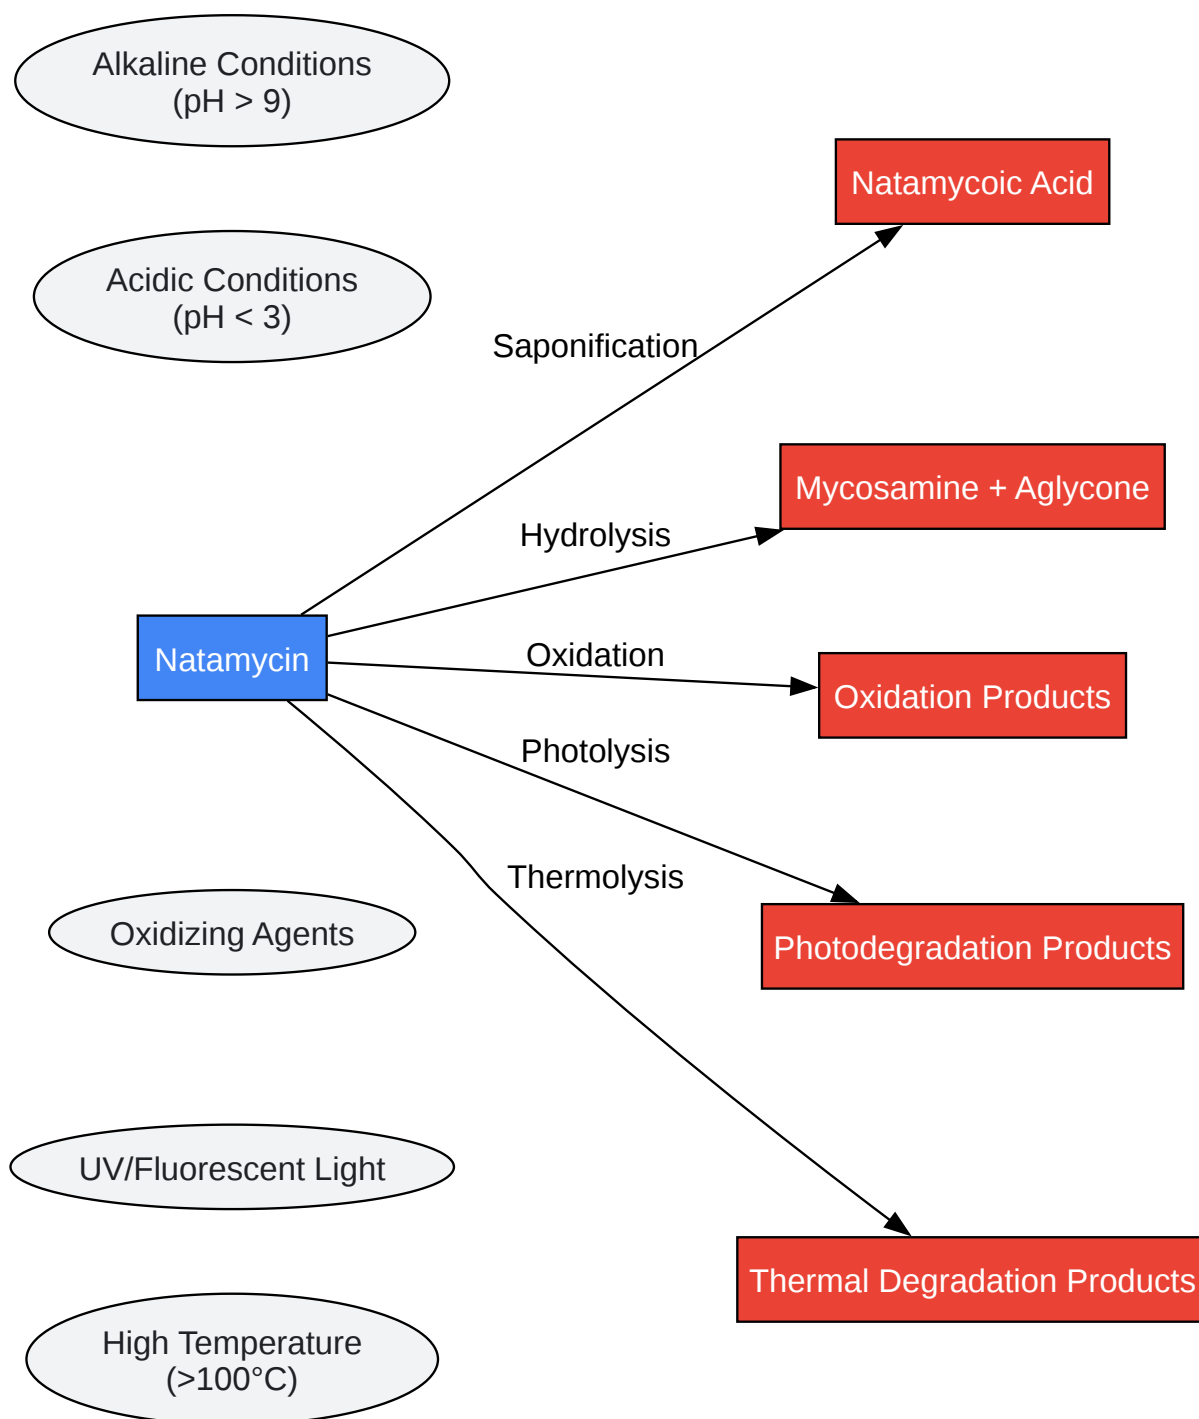 Alkaline Conditions
(pH > 9)
Natamycoic Acid
Acidic Conditions
(pH < 3)
Saponification
Mycosamine + Aglycone
Hydrolysis
Natamycin
Oxidation
Oxidation Products
Photolysis
Thermolysis
Oxidizing Agents
Photodegradation Products
UV/Fluorescent Light
Thermal Degradation Products
High Temperature
(>100°C)